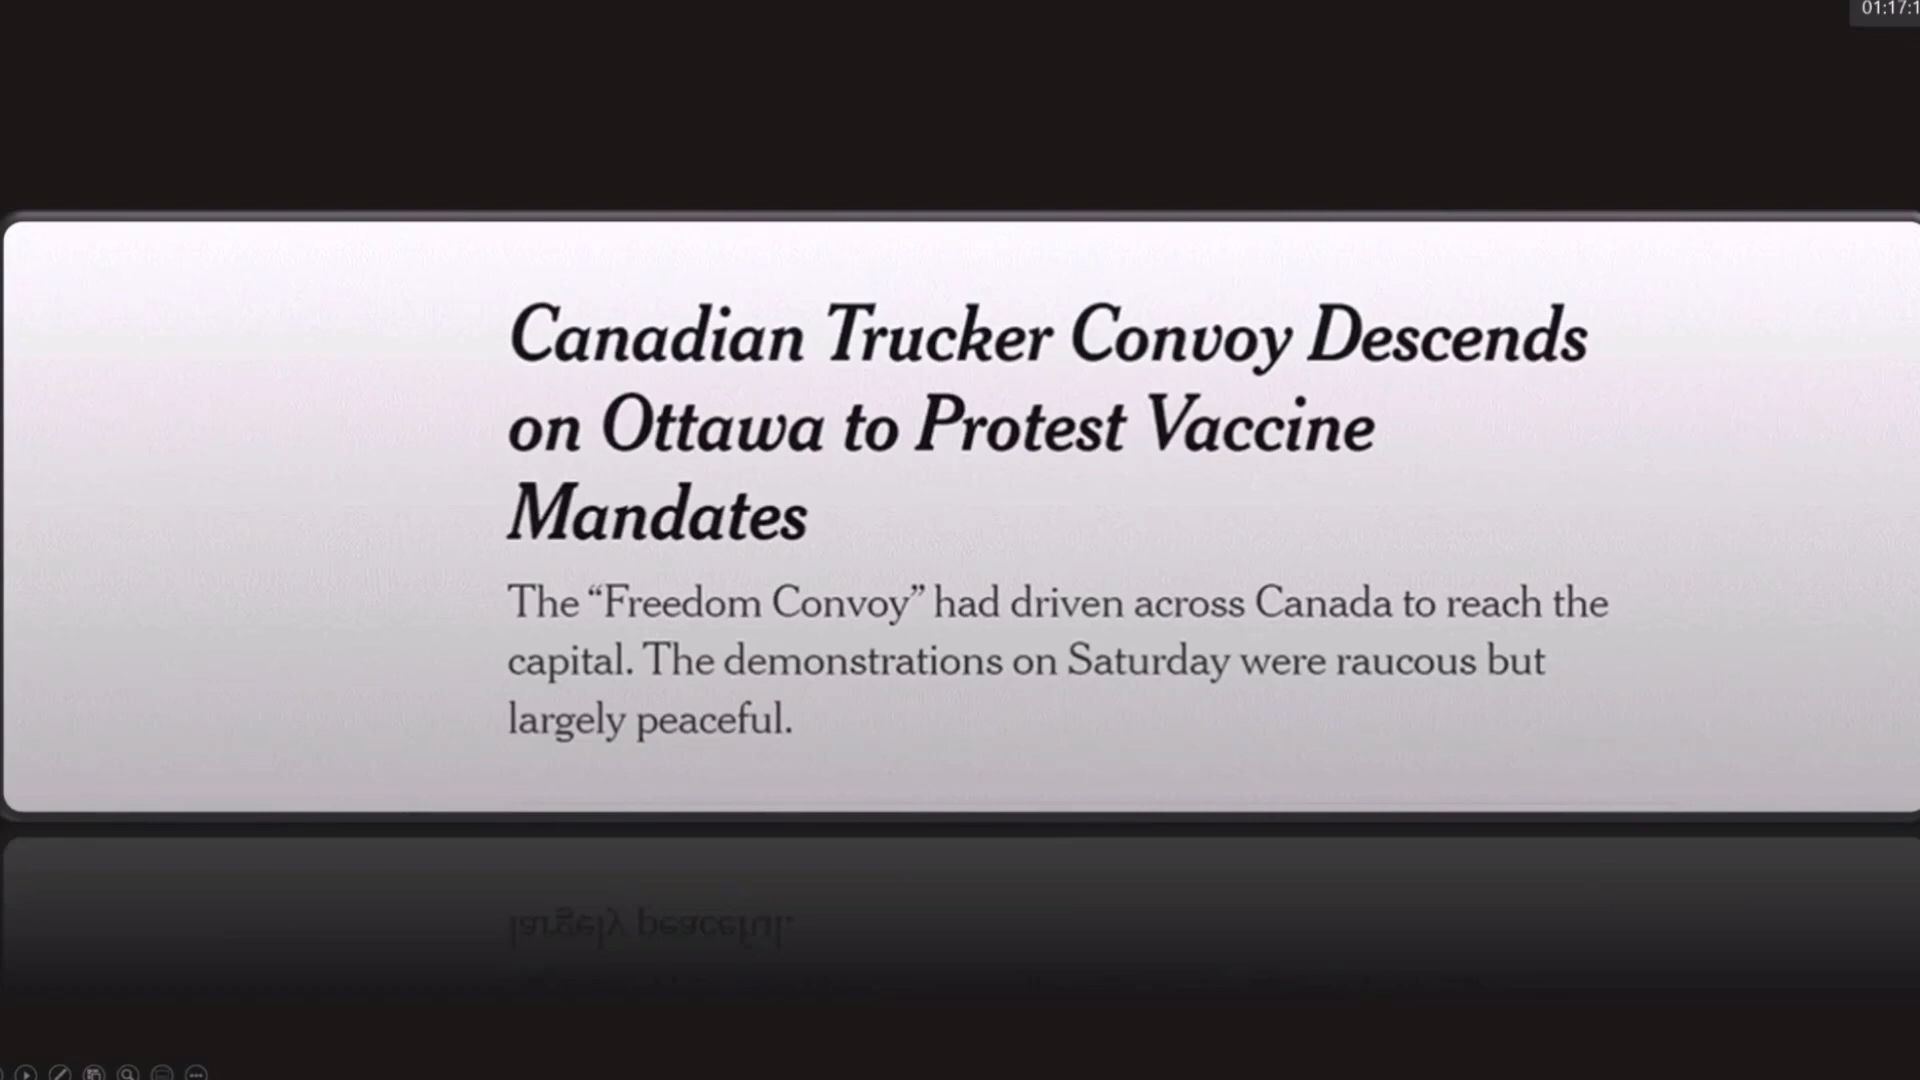 01:17:1
Canadian Trucker Convoy Descends
on Ottawa to Protest Vaccine
Mandates
The “Freedom Convoy” had driven across Canada to reach the
capital. The demonstrations on Saturday were raucous but
largely peaceful.